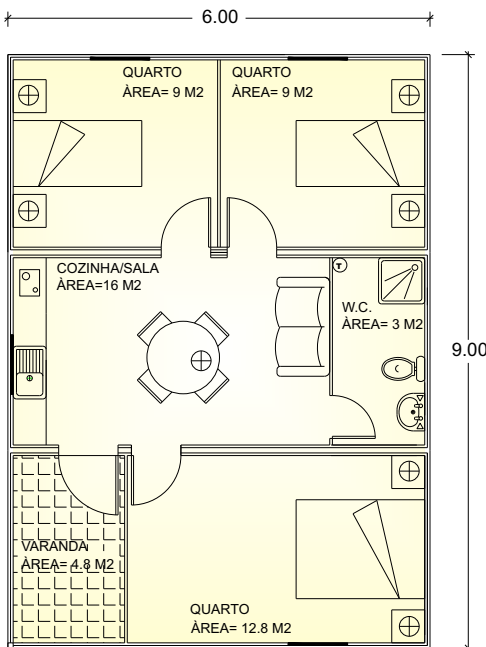 6.00
QUARTO
ÀREA= 9 M2
QUARTO
ÀREA= 9 M2
COZINHA/SALA
ÀREA=16 M2
T
W.C.
ÀREA= 3 M2
9.00
VARANDA
ÀREA= 4.8 M2
QUARTO
ÀREA= 12.8 M2